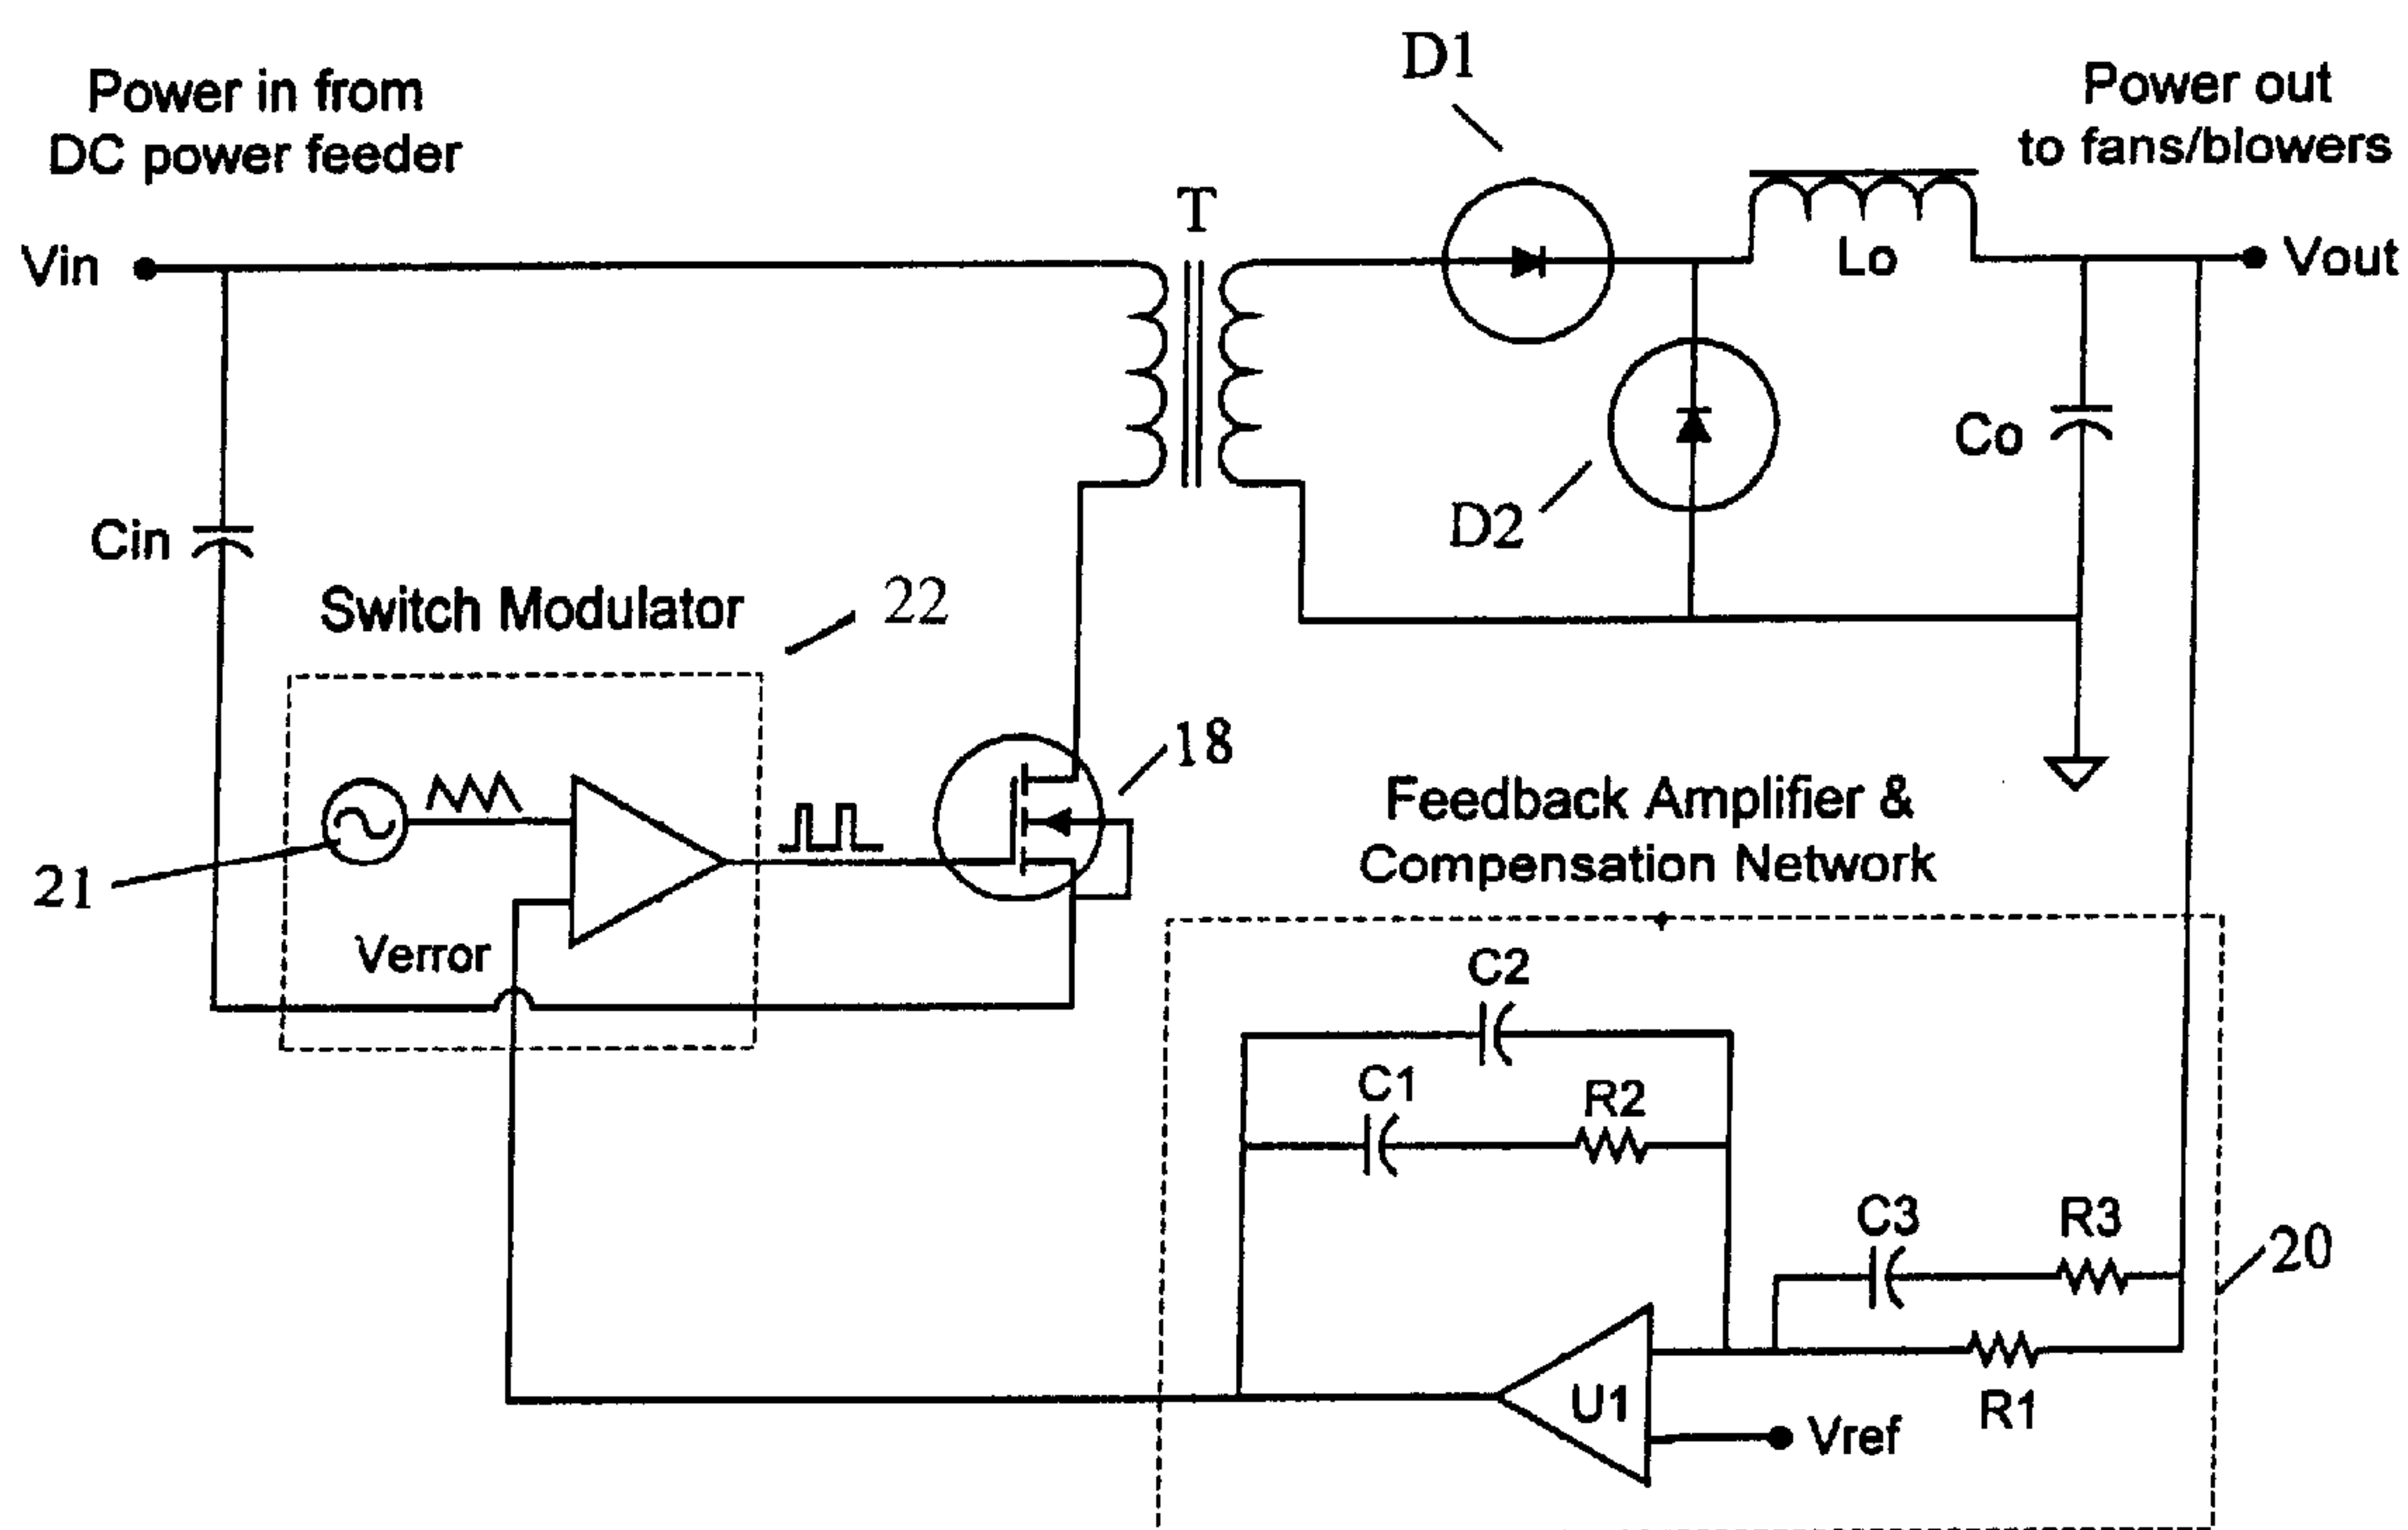 Power in from
DC power feeder
D1
Power out
to fans/blowers
T
Vin
Lo
Vout
Cin
D2
Co
Switch Modulator
22
18
21
Verror
Feedback Amplifier &
Compensation Network
C2
C1
R2
C3
R3
20
U1
R1
Vref